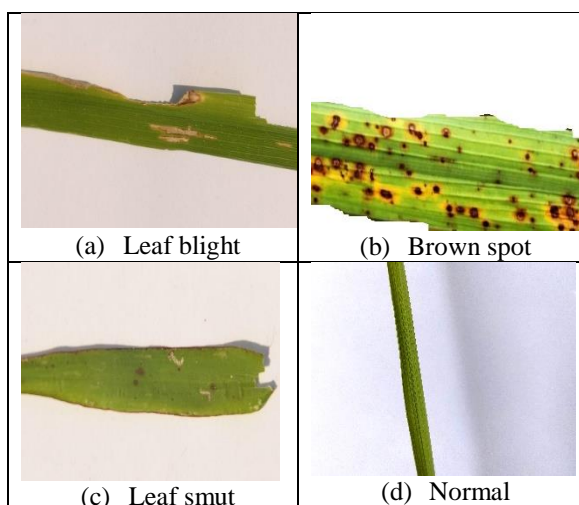 (a) Leaf blight
(b) Brown spot
(c) Leaf smut
(d) Normal